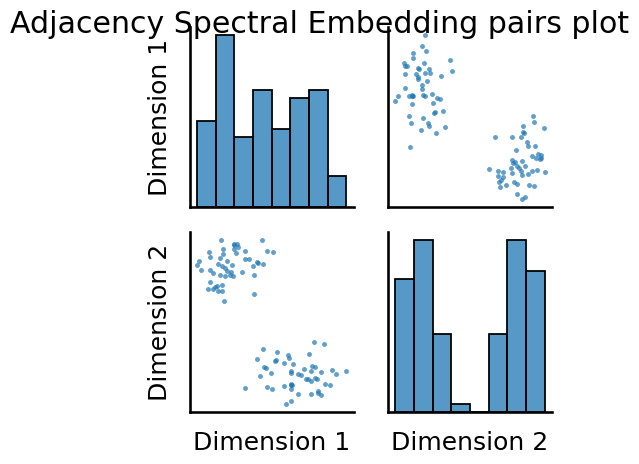 Adjacency Spectral Embedding pairs plot
Dimension 1
Dimension 2
Dimension 1
Dimension 2